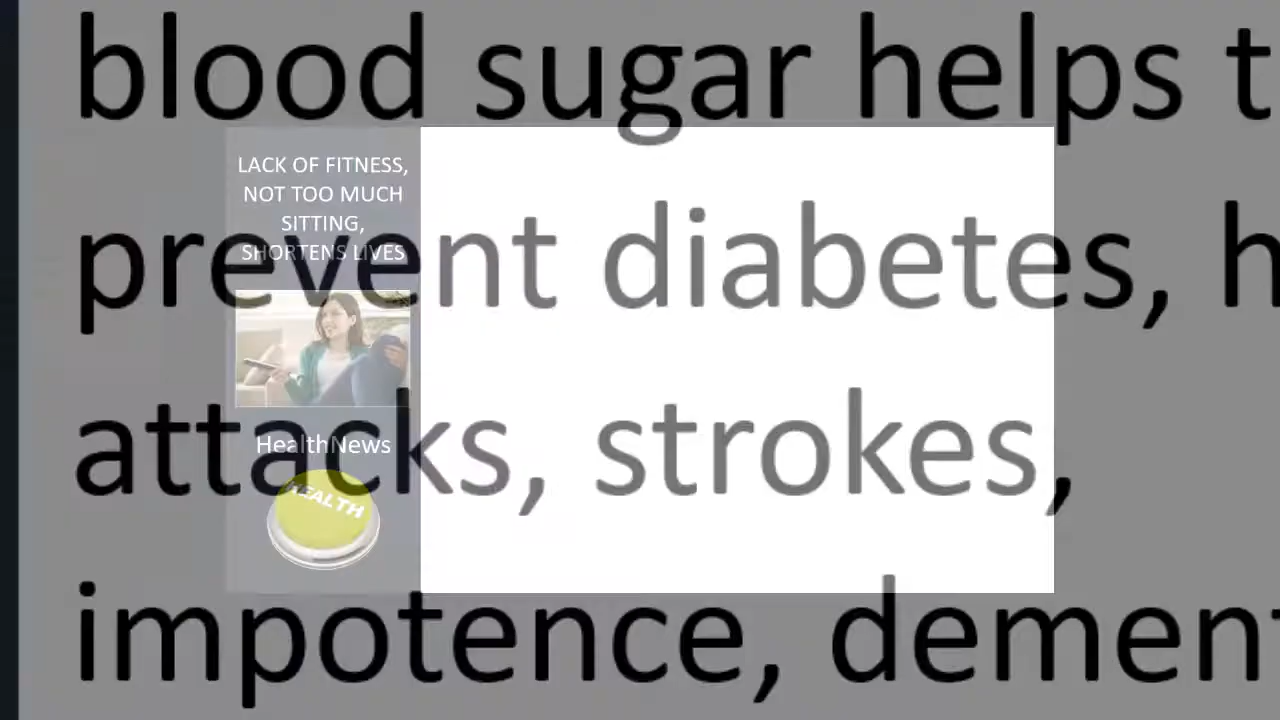 blood sugar helps t
prevent diabetes, h
attacks, strokes,
impotence, dement
LACK OF FITNESS,
NOT TOO MUCH
SITTING,
SHORTENS LIVES
HealthNews
HEALTH